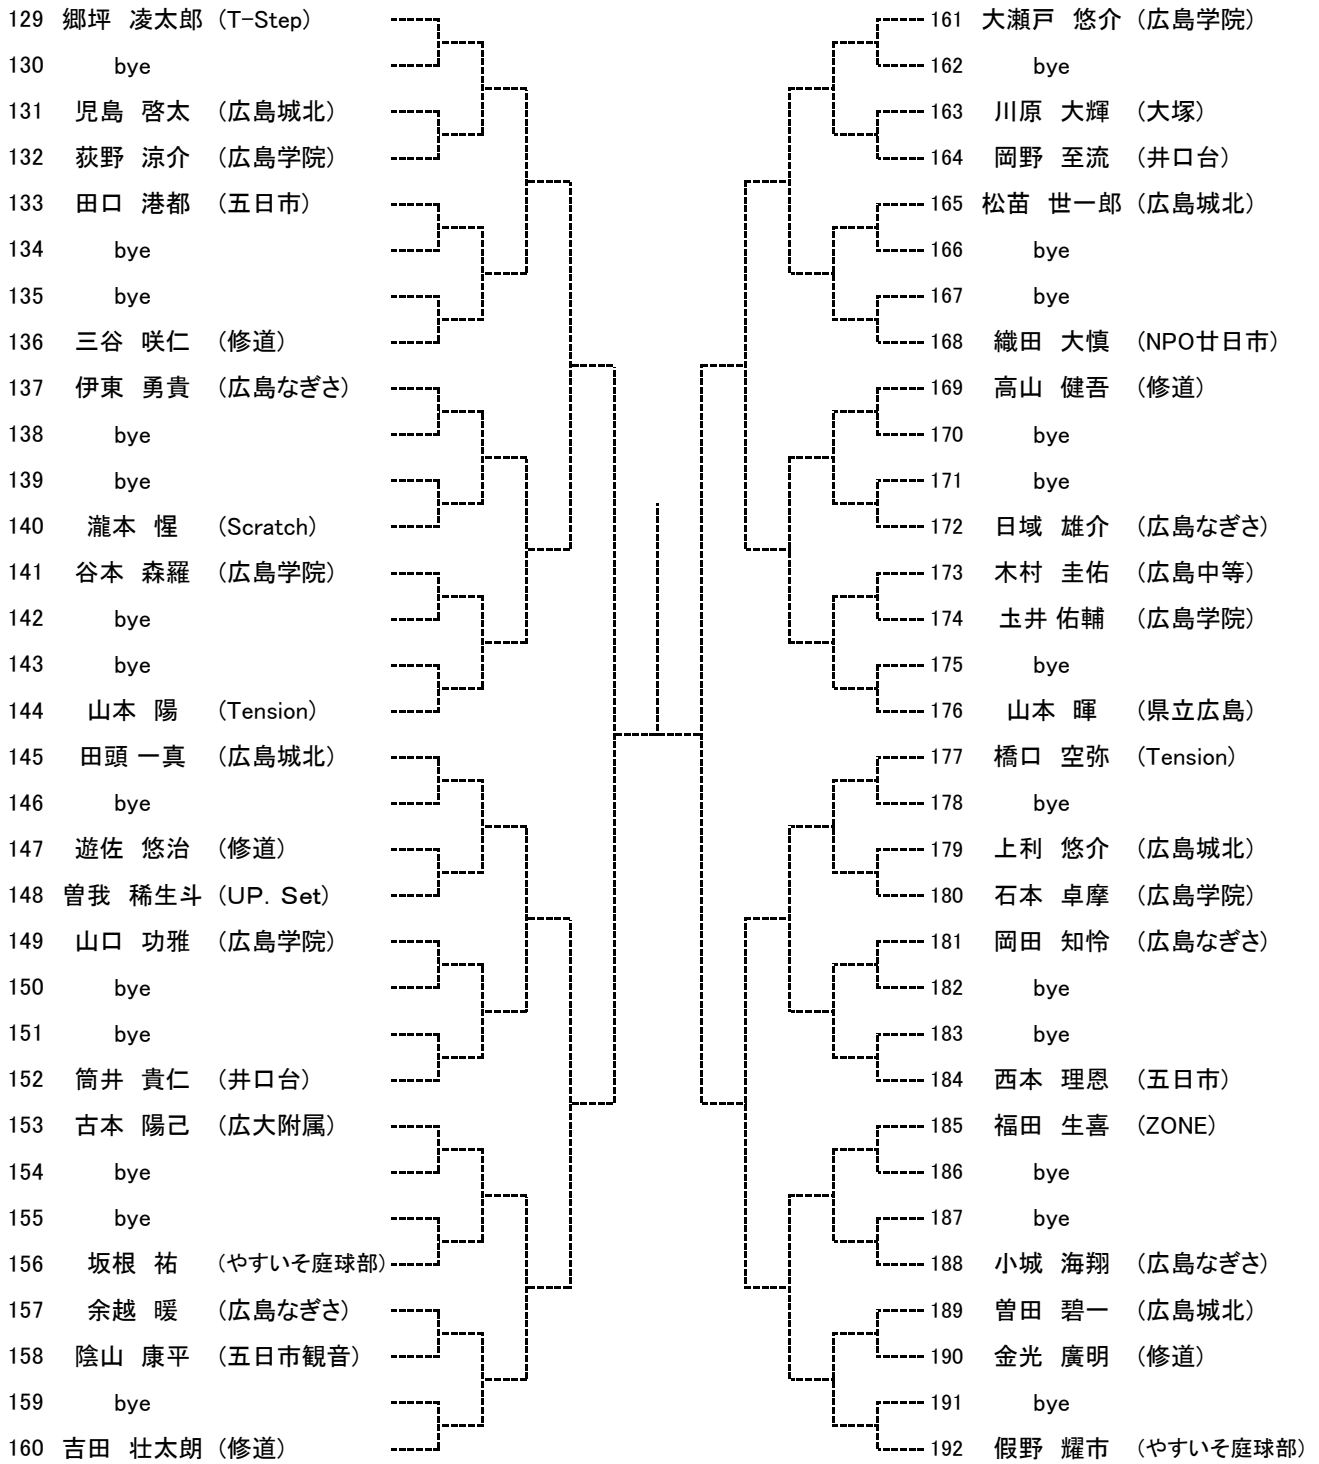 129 郷坪 凌太郎 (T-Step)
130 bye
131 児島 啓太 (広島城北)
132 荻野 涼介 (広島学院)
133 田口 港都 (五日市)
134 bye
135 bye
136 三谷 咲仁 (修道)
137 伊東 勇貴 (広島なぎさ)
138 bye
139 bye
140 瀧本 惺 (Scratch)
141 谷本 森羅 (広島学院)
142 bye
143 bye
144 山本 陽 (Tension)
145 田頭 一真 (広島城北)
146 bye
147 遊佐 悠治 (修道)
148 曽我 稀生斗 (UP．Set)
149 山口 功雅 (広島学院)
150 bye
151 bye
152 筒井 貴仁 (井口台)
153 古本 陽己 (広大附属)
154 bye
155 bye
156 坂根 祐 (やすいそ庭球部)
157 余越 暖 (広島なぎさ)
158 陰山 康平 (五日市観音)
159 bye
160 吉田 壮太朗 (修道)
161 大瀬戸 悠介 (広島学院)
162 bye
163 川原 大輝 (大塚)
164 岡野 至流 (井口台)
165 松苗 世一郎 (広島城北)
166 bye
167 bye
168 織田 大慎 (NPO廿日市)
169 高山 健吾 (修道)
170 bye
171 bye
172 日域 雄介 (広島なぎさ)
173 木村 圭佑 (広島中等)
174 圡井 佑輔 (広島学院)
175 bye
176 山本 暉 (県立広島)
177 橋口 空弥 (Tension)
178 bye
179 上利 悠介 (広島城北)
180 石本 卓摩 (広島学院)
181 岡田 知怜 (広島なぎさ)
182 bye
183 bye
184 西本 理恩 (五日市)
185 福田 生喜 (ZONE)
186 bye
187 bye
188 小城 海翔 (広島なぎさ)
189 曽田 碧一 (広島城北)
190 金光 廣明 (修道)
191 bye
192 假野 耀市 (やすいそ庭球部)